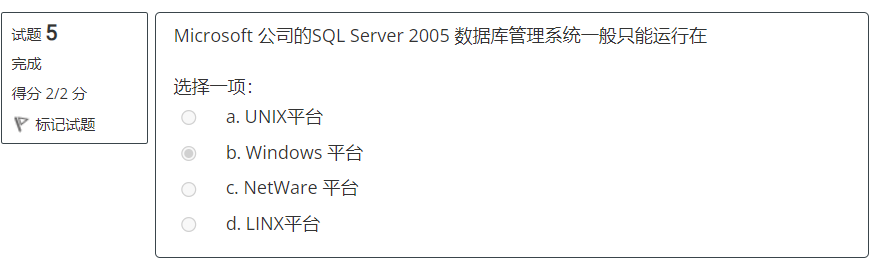 试题 5
完成
得分 2/2 分
标记试题
Microsoft 公司的SQL Server 2005 数据库管理系统一般只能运行在
选择一项:
a. UNIX平台
b. Windows 平台
c. NetWare 平台
d. LINX平台